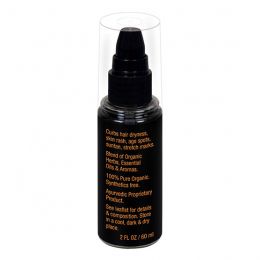 Curbs hair dryness,
skin rash, age spots,
suntan, stretch marks.
Blend of Organic
Herbs, Essential
Oils & Aromas.
100% Pure Organic.
Synthetics free.
Ayurvedic Proprietary
Product.
See leaflet for details
& composition. Store
in a cool, dark & dry
place.
2 FL OZ / 60 ml